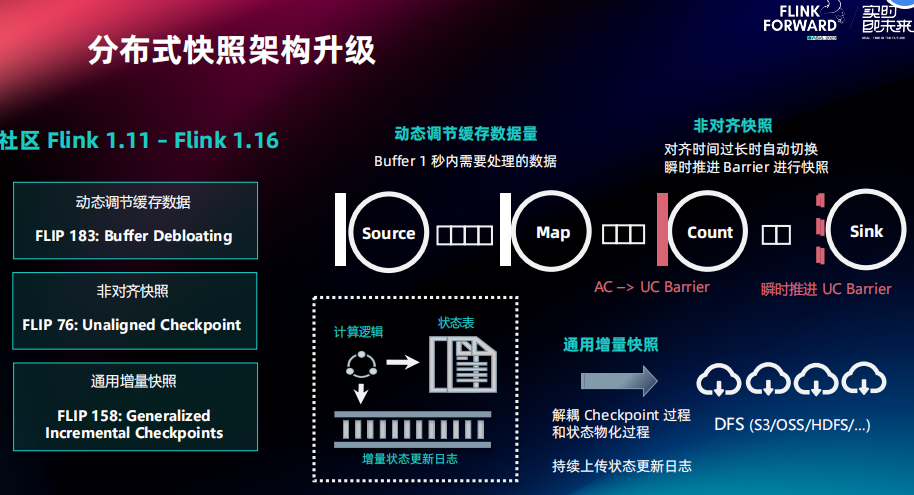 FLINK
FORWARD
实时
即未来
分布式快照架构升级
社区 Flink 1.11 – Flink 1.16
动态调节缓存数据
FLIP 183: Buffer Debloating
非对齐快照
FLIP 76: Unaligned Checkpoint
通用增量快照
FLIP 158: Generalized
Incremental Checkpoints
动态调节缓存数据量
Buffer 1 秒内需要处理的数据
非对齐快照
对齐时间过长时自动切换
瞬时推进 Barrier 进行快照
Source
Map
Count
Sink
AC –> UC Barrier
瞬时推进 UC Barrier
计算逻辑
状态表
增量状态更新日志
通用增量快照
解耦 Checkpoint 过程
和状态物化过程
持续上传状态更新日志
DFS (S3/OSS/HDFS/...)